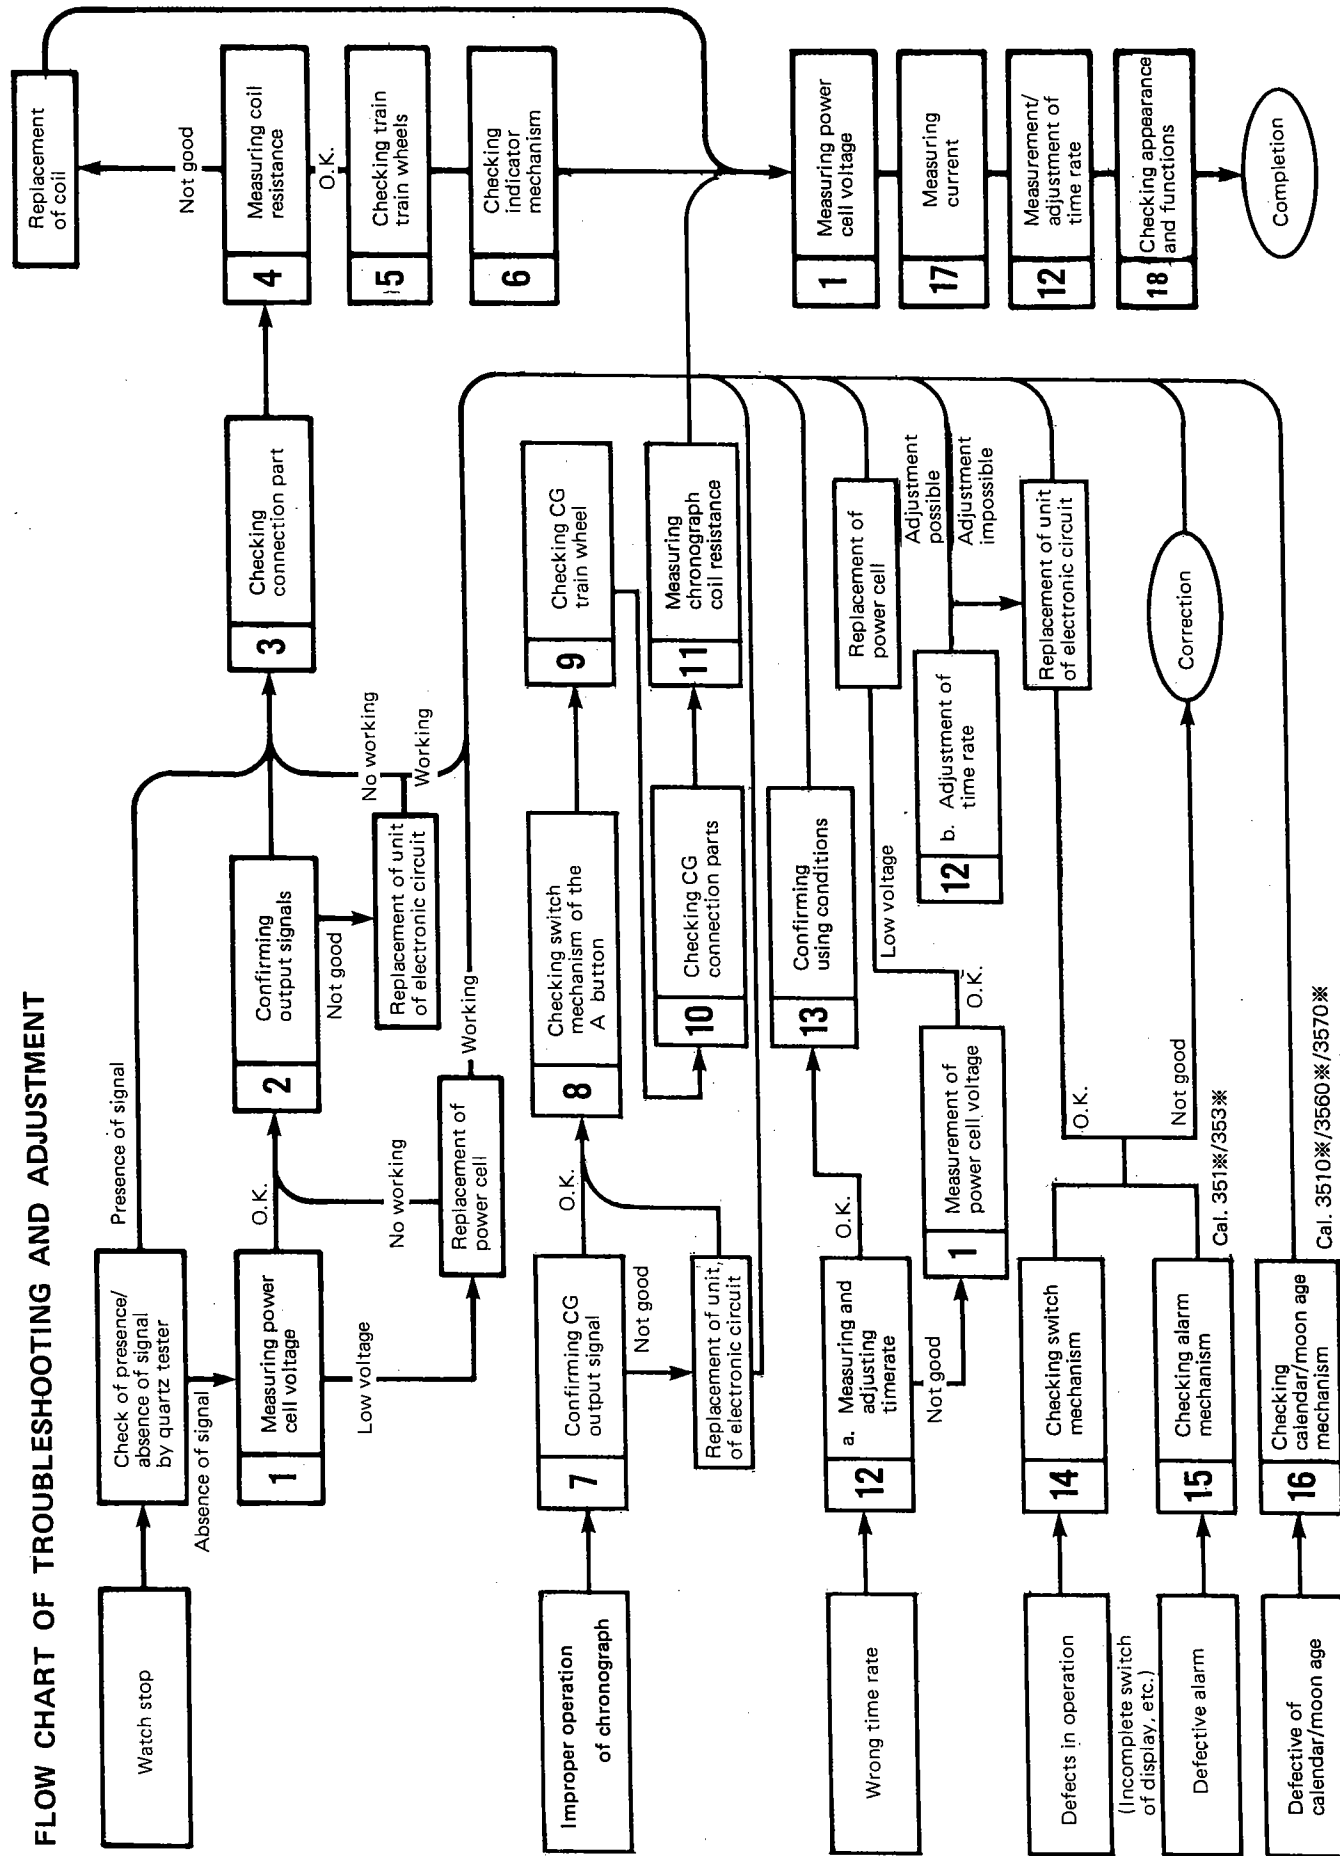 FLOW CHART OF TROUBLESHOOTING AND ADJUSTMENT
Watch stop
Check of presence/
absence of signal
by quartz tester
Presence of signal
Absence of signal
1
Measuring power
cell voltage
O.K.
Low voltage
Replacement of
power cell
No working
Working
2
Confirming
output signals
Not good
Replacement of unit
of electronic circuit
No working
Working
3
Checking
connection part
4
Measuring coil
resistance
Not good
Replacement
of coil
O.K.
5
Checking train
train wheels
6
Checking
indicator
mechanism
Improper operation
of chronograph
7
Confirming CG
output signal
O.K.
Not good
Replacement of unit,
of electronic circuit
8
Checking switch
mechanism of the
A button
9
Checking CG
train wheel
10
Checking CG
connection parts
11
Measuring
chronograph
coil resistance
Wrong time rate
12
a. Measuring and
adjusting
timerate
O.K.
Not good
13
Confirming
using conditions
1
Measurement of
power cell voltage
O.K.
Low voltage
Replacement of
power cell
12
b. Adjustment of
time rate
Adjustment
possible
Adjustment
impossible
Replacement of unit
of electronic circuit
Defects in operation
(Incomplete switch
of display, etc.)
14
Checking switch
mechanism
Defective alarm
15
Checking alarm
mechanism
Cal. 351※/353※
O.K.
Not good
Correction
Defective of
calendar/moon age
16
Checking
calendar/moon age
mechanism
Cal. 3510※/3560※/3570※
1
Measuring power
cell voltage
17
Measuring
current
12
Measurement/
adjustment of
time rate
18
Checking appearance
and functions
Completion